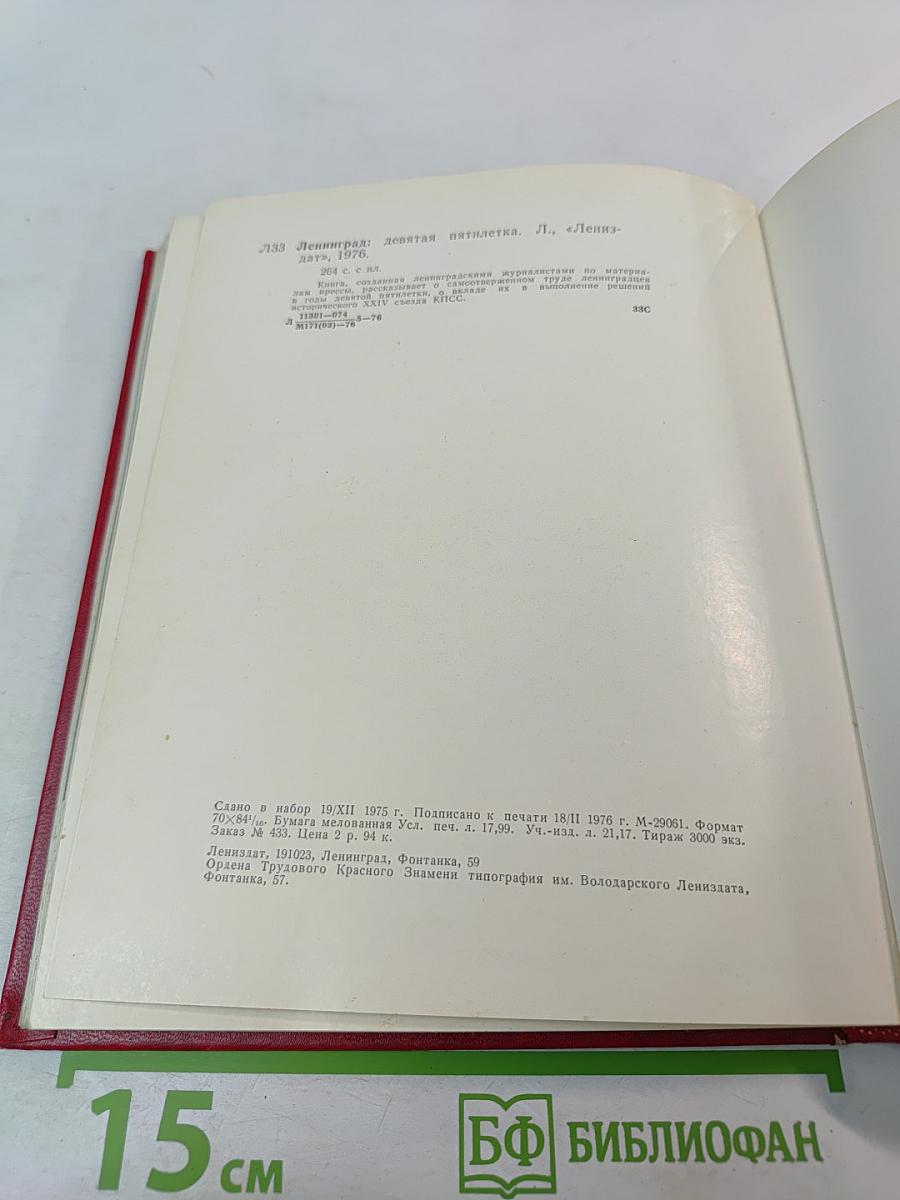 Л33 Ленинград: девятая пятилетка. Л., «Лениз-
дат», 1976.
264 с. с ил.
Книга, созданная ленинградскими журналистами по материа-
лам прессы, рассказывает о самоотверженном труде ленинградцев
в годы девятой пятилетки, о вкладе их в выполнение решений
исторического XXIV съезда КПСС.
Л 11301—074 5—76 33С
М171(03)—76
Сдано в набор 19/XII 1975 г. Подписано к печати 18/II 1976 г. М-29061. Формат
70×84¹/₁₆. Бумага мелованная Усл. печ. л. 17,99. Уч.-изд. л. 21,17. Тираж 3000 экз.
Заказ № 433. Цена 2 р. 94 к.
Лениздат, 191023, Ленинград, Фонтанка, 59
Ордена Трудового Красного Знамени типография им. Володарского Лениздата,
Фонтанка, 57.
15 см БФ БИБЛИОФАН